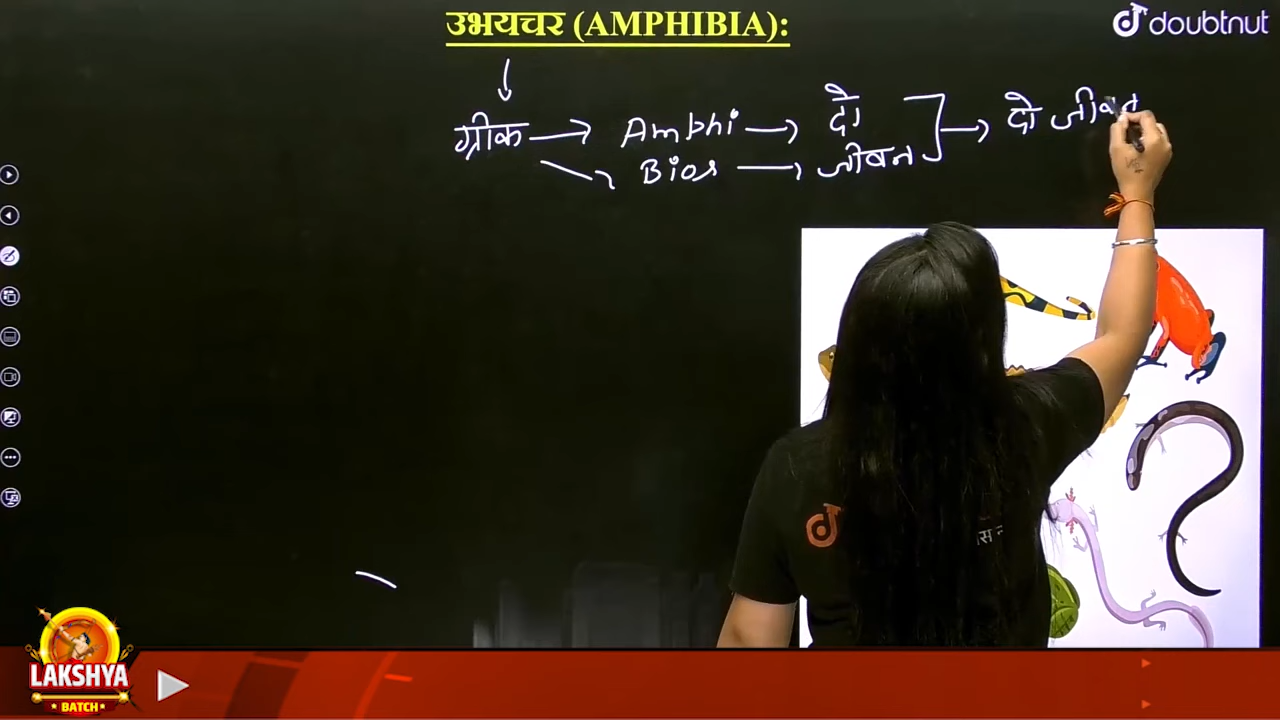 उभयचर (AMPHIBIA):
doubtnut
ग्रीक → Amphi → दो → दो जीवन
Bios → जीवन
LAKSHYA
BATCH